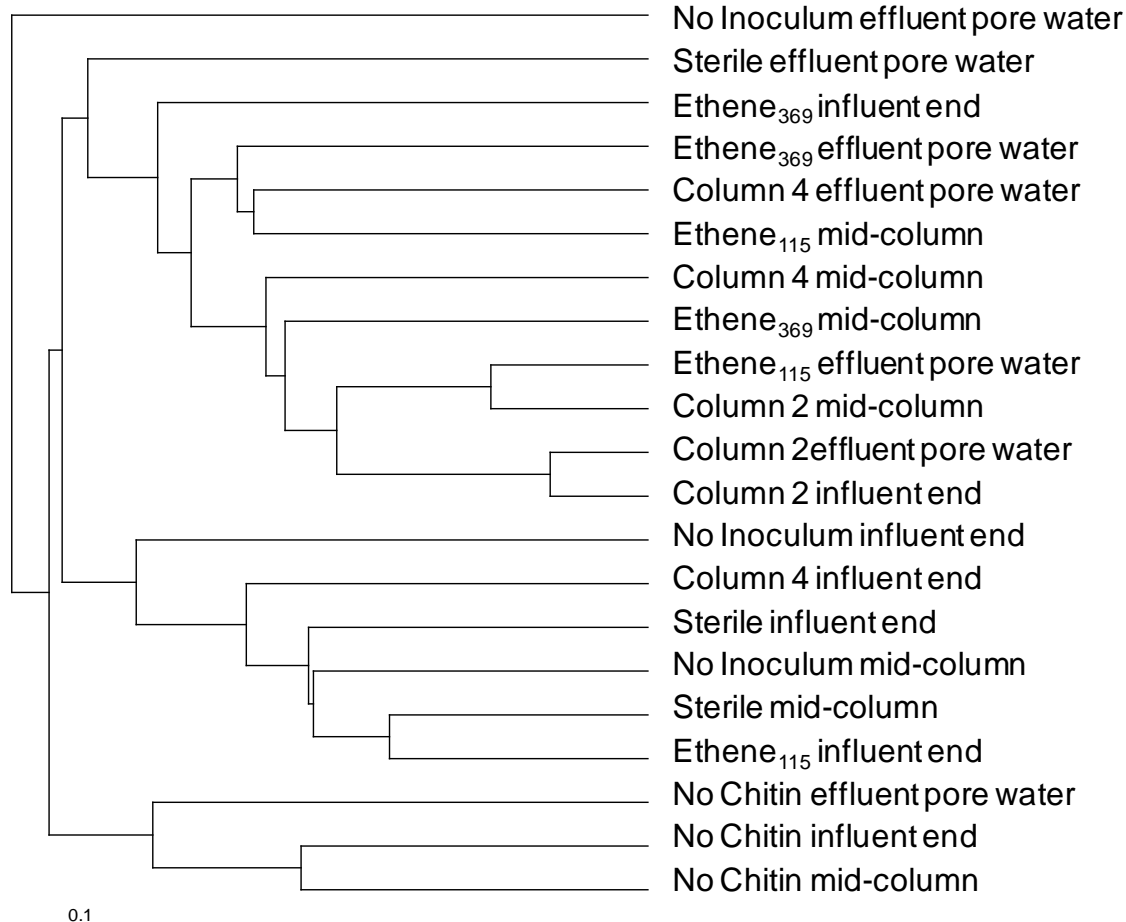 No Inoculum effluent pore water
Sterile effluent pore water
Ethene₃₆₉ influent end
Ethene₃₆₉ effluent pore water
Column 4 effluent pore water
Ethene₁₁₅ mid-column
Column 4 mid-column
Ethene₃₆₉ mid-column
Ethene₁₁₅ effluent pore water
Column 2 mid-column
Column 2effluent pore water
Column 2 influent end
No Inoculum influent end
Column 4 influent end
Sterile influent end
No Inoculum mid-column
Sterile mid-column
Ethene₁₁₅ influent end
No Chitin effluent pore water
No Chitin influent end
No Chitin mid-column
0.1